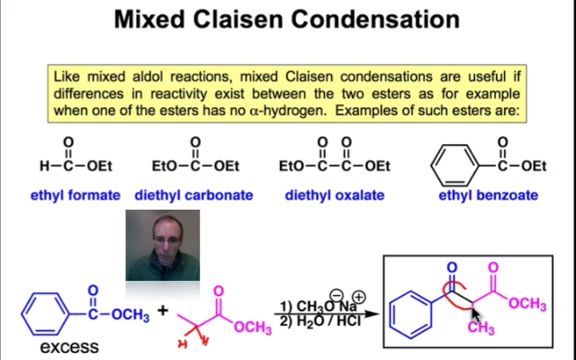 Mixed Claisen Condensation
Like mixed aldol reactions, mixed Claisen condensations are useful if
differences in reactivity exist between the two esters as for example
when one of the esters has no α-hydrogen. Examples of such esters are:
O O O O O
H–C–OEt EtO–C–OEt EtO–C–C–OEt C–OEt
ethyl formate diethyl carbonate diethyl oxalate ethyl benzoate
O O O O
C–OCH₃ + OCH₃ 1) CH₃O⊖Na⊕ OCH₃
H H 2) H₂O / HCl CH₃
excess